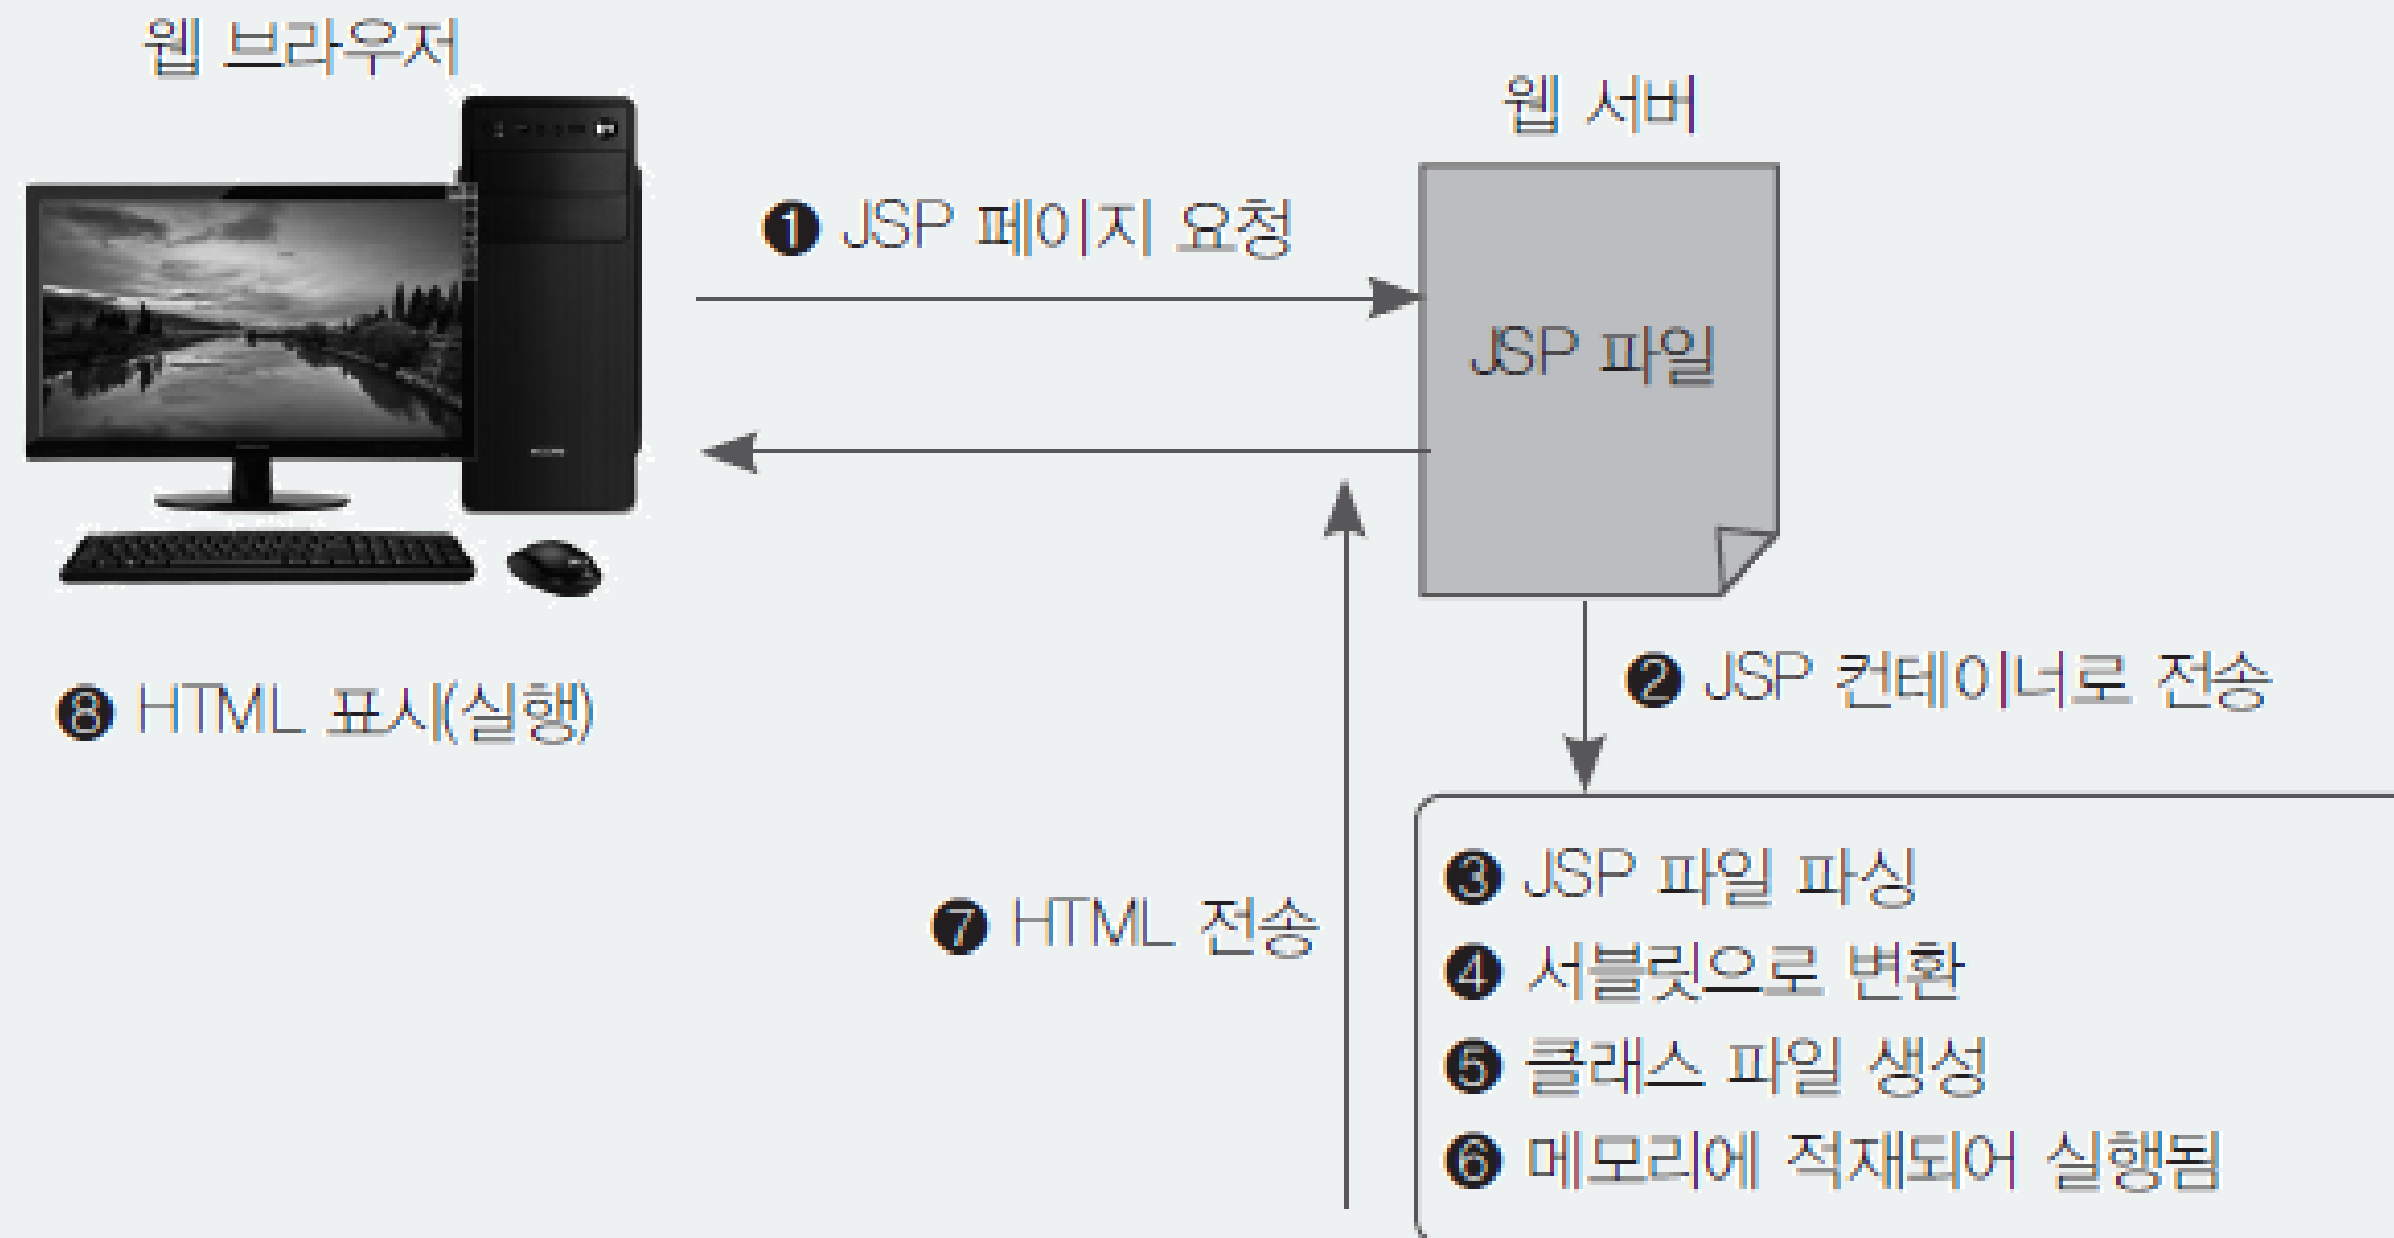 웹 브라우저
웹 서버
❶ JSP 페이지 요청
JSP 파일
❷ JSP 컨테이너로 전송
❽ HTML 표시(실행)
❸ JSP 파일 파싱
❹ 서블릿으로 변환
❺ 클래스 파일 생성
❻ 메모리에 적재되어 실행됨
❼ HTML 전송